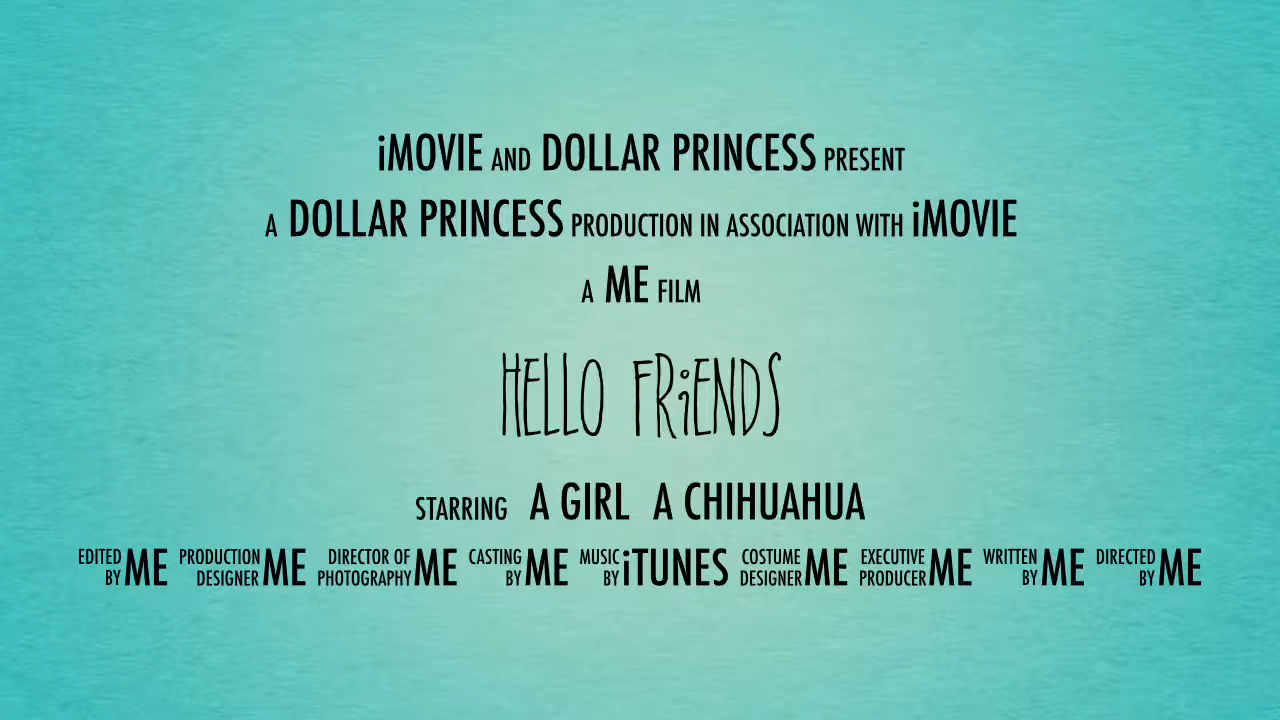 iMOVIE AND DOLLAR PRINCESS PRESENT
A DOLLAR PRINCESS PRODUCTION IN ASSOCIATION WITH iMOVIE
A ME FILM
HELLO FRiENDS
STARRING A GIRL A CHIHUAHUA
EDITED BY ME PRODUCTION DESIGNER ME DIRECTOR OF PHOTOGRAPHY ME CASTING BY ME MUSIC BY iTUNES COSTUME DESIGNER ME EXECUTIVE PRODUCER ME WRITTEN BY ME DIRECTED BY ME